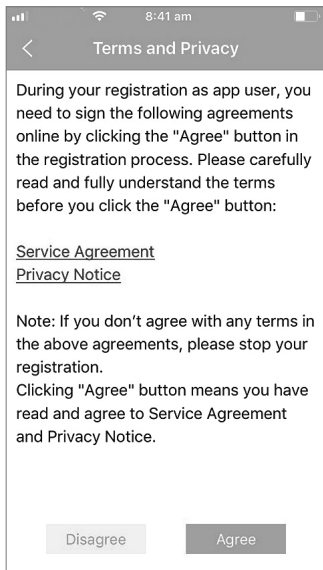 8:41 am
Terms and Privacy
During your registration as app user, you
need to sign the following agreements
online by clicking the "Agree" button in
the registration process. Please carefully
read and fully understand the terms
before you click the "Agree" button:
Service Agreement
Privacy Notice
Note: If you don’t agree with any terms in
the above agreements, please stop your
registration.
Clicking "Agree" button means you have
read and agree to Service Agreement
and Privacy Notice.
Disagree Agree